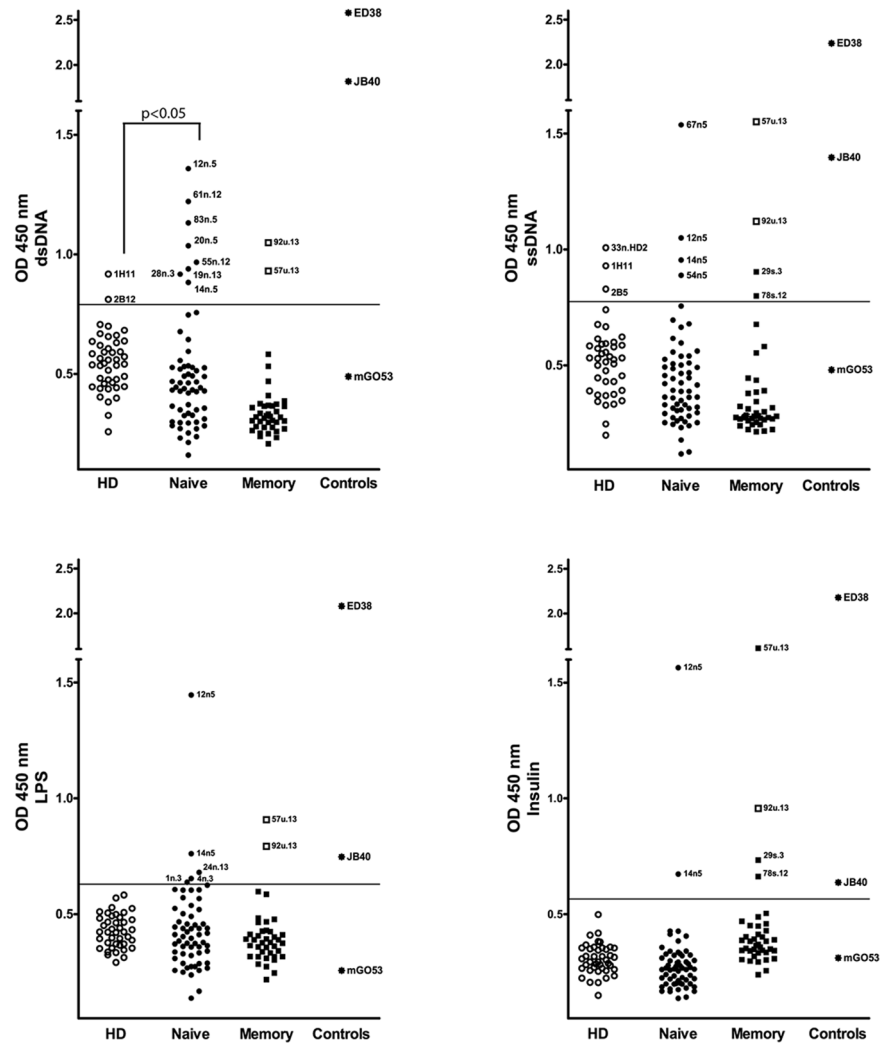 2.5
2.0
1.5
1.0
0.5
OD 450 nm
dsDNA
p<0.05
ED38
JB40
12n.5
61n.12
83n.5
20n.5
55n.12
28n.3
19n.13
14n.5
1H11
2B12
92u.13
57u.13
mGO53
HD Naive Memory Controls
2.5
2.0
1.5
1.0
0.5
OD 450 nm
ssDNA
ED38
67n5
57u.13
JB40
92u.13
12n5
33n.HD2
14n5
1H11
54n5
29s.3
2B5
78s.12
mGO53
HD Naive Memory Controls
2.5
2.0
1.5
1.0
0.5
OD 450 nm
LPS
ED38
12n5
57u.13
92u.13
JB40
14n5
24n.13
1n.3
4n.3
mGO53
HD Naive Memory Controls
2.5
2.0
1.5
1.0
0.5
OD 450 nm
Insulin
ED38
57u.13
12n5
92u.13
29s.3
14n5
78s.12
JB40
mGO53
HD Naive Memory Controls